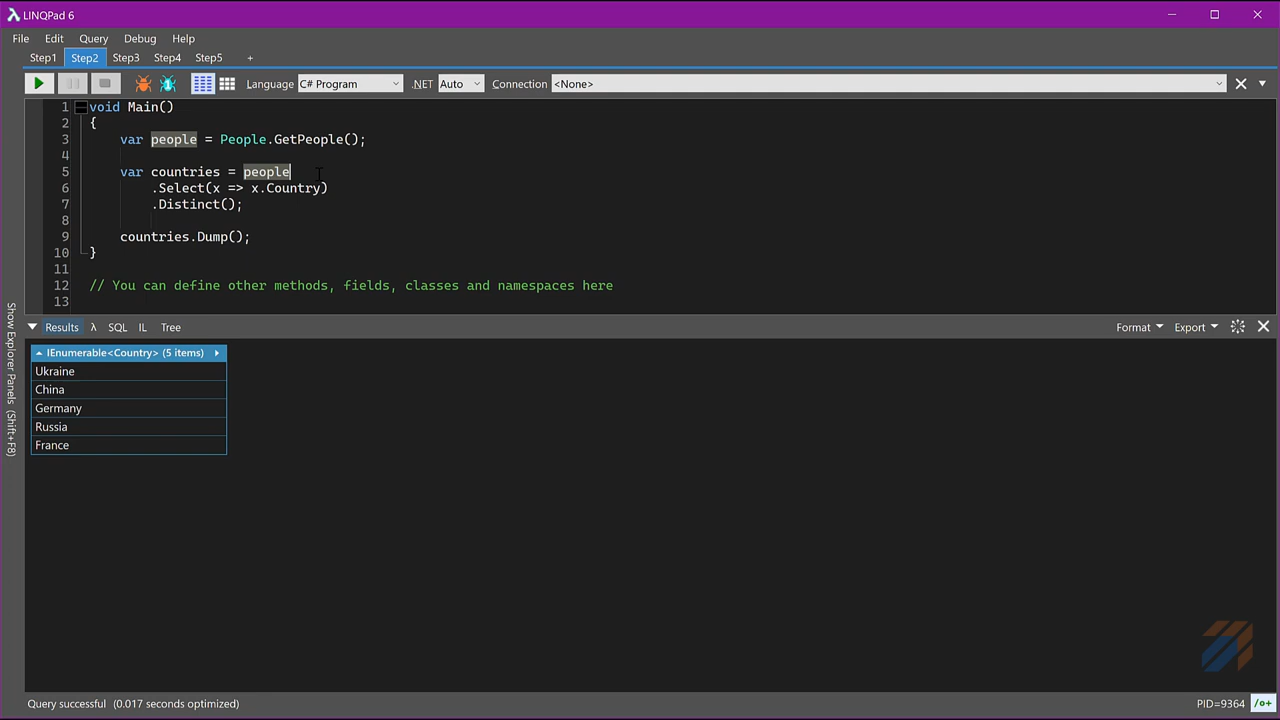 LINQPad 6
File Edit Query Debug Help
Step1 Step2 Step3 Step4 Step5 +
Language C# Program .NET Auto Connection <None>
1 void Main()
2 {
3 var people = People.GetPeople();
4
5 var countries = people
6 .Select(x => x.Country)
7 .Distinct();
8
9 countries.Dump();
10 }
11
12 // You can define other methods, fields, classes and namespaces here
13
Show Explorer Panels (Shift+F8)
Results λ SQL IL Tree Format Export
IEnumerable<Country> (5 items)
Ukraine
China
Germany
Russia
France
Query successful (0.017 seconds optimized) PID=9364 /o+